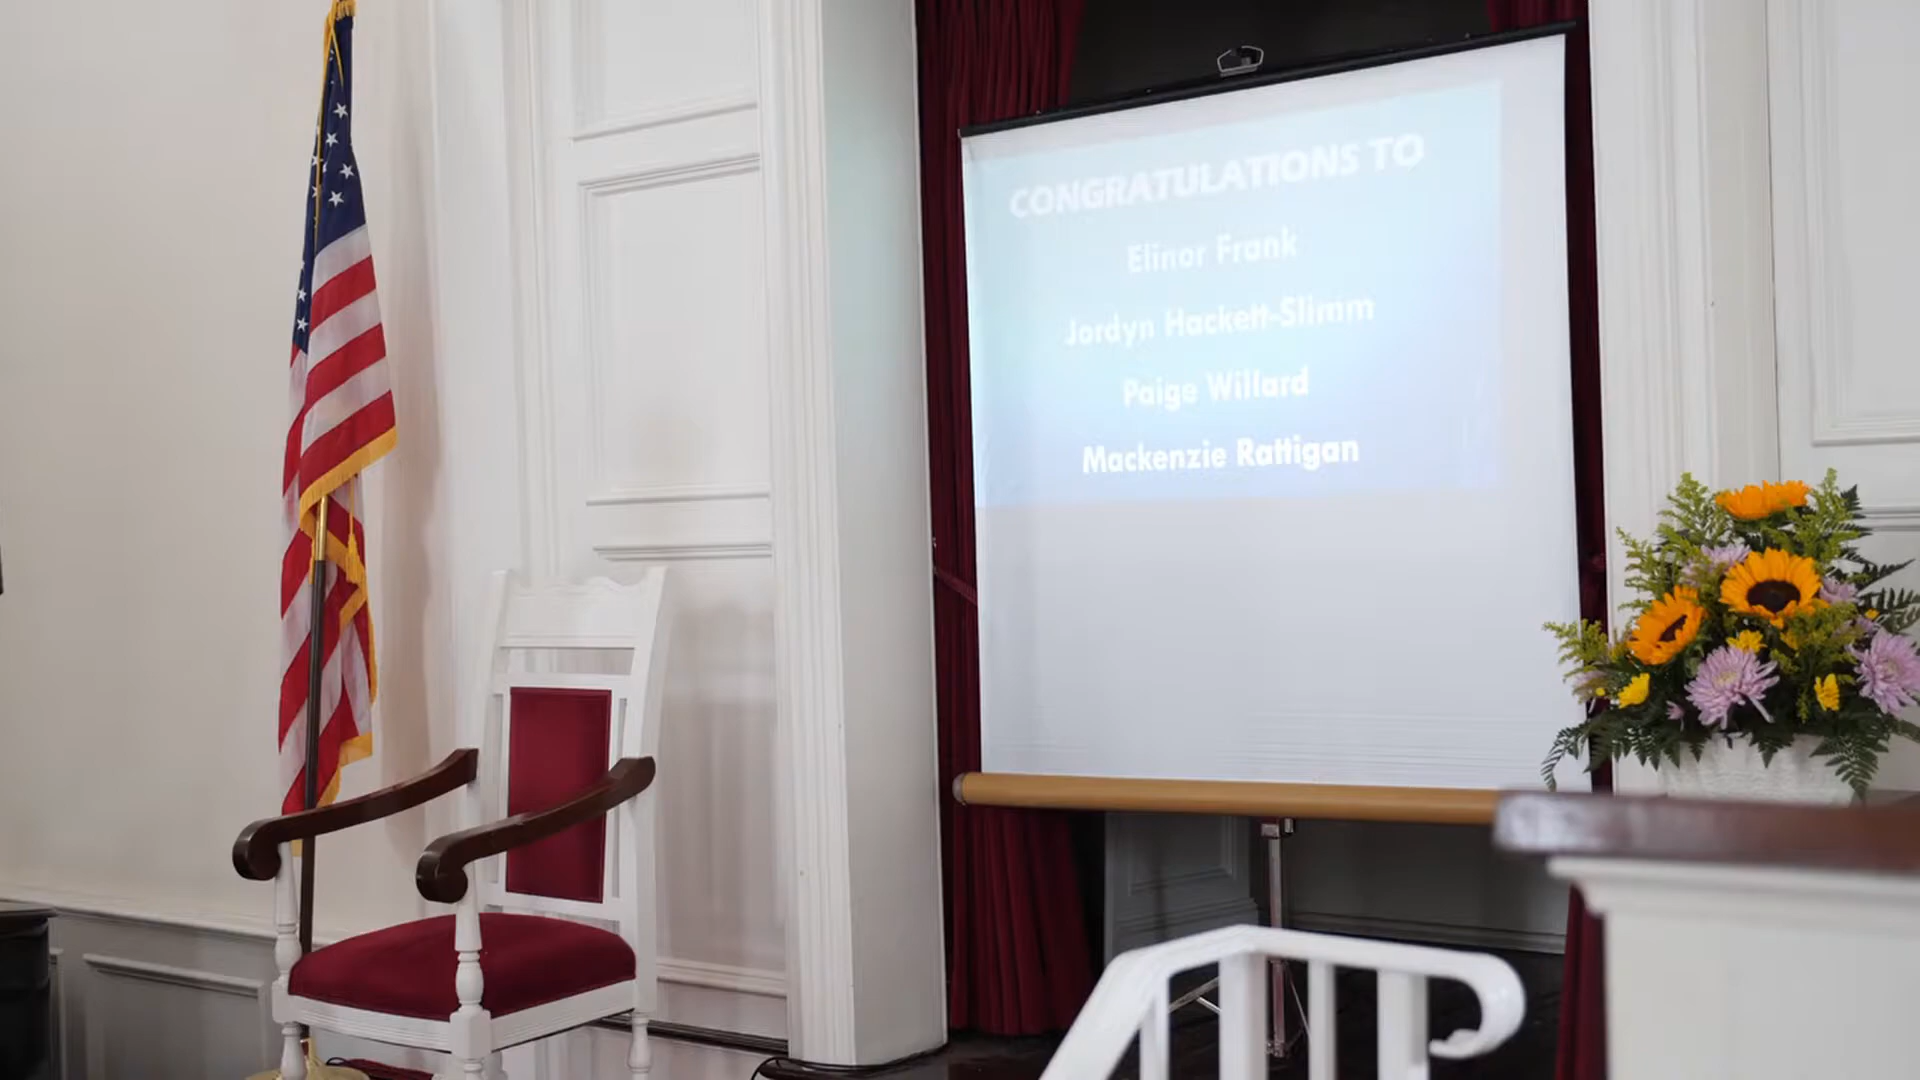 CONGRATULATIONS TO
Elinor Frank
Jordyn Hackett-Slimm
Paige Willard
Mackenzie Rattigan